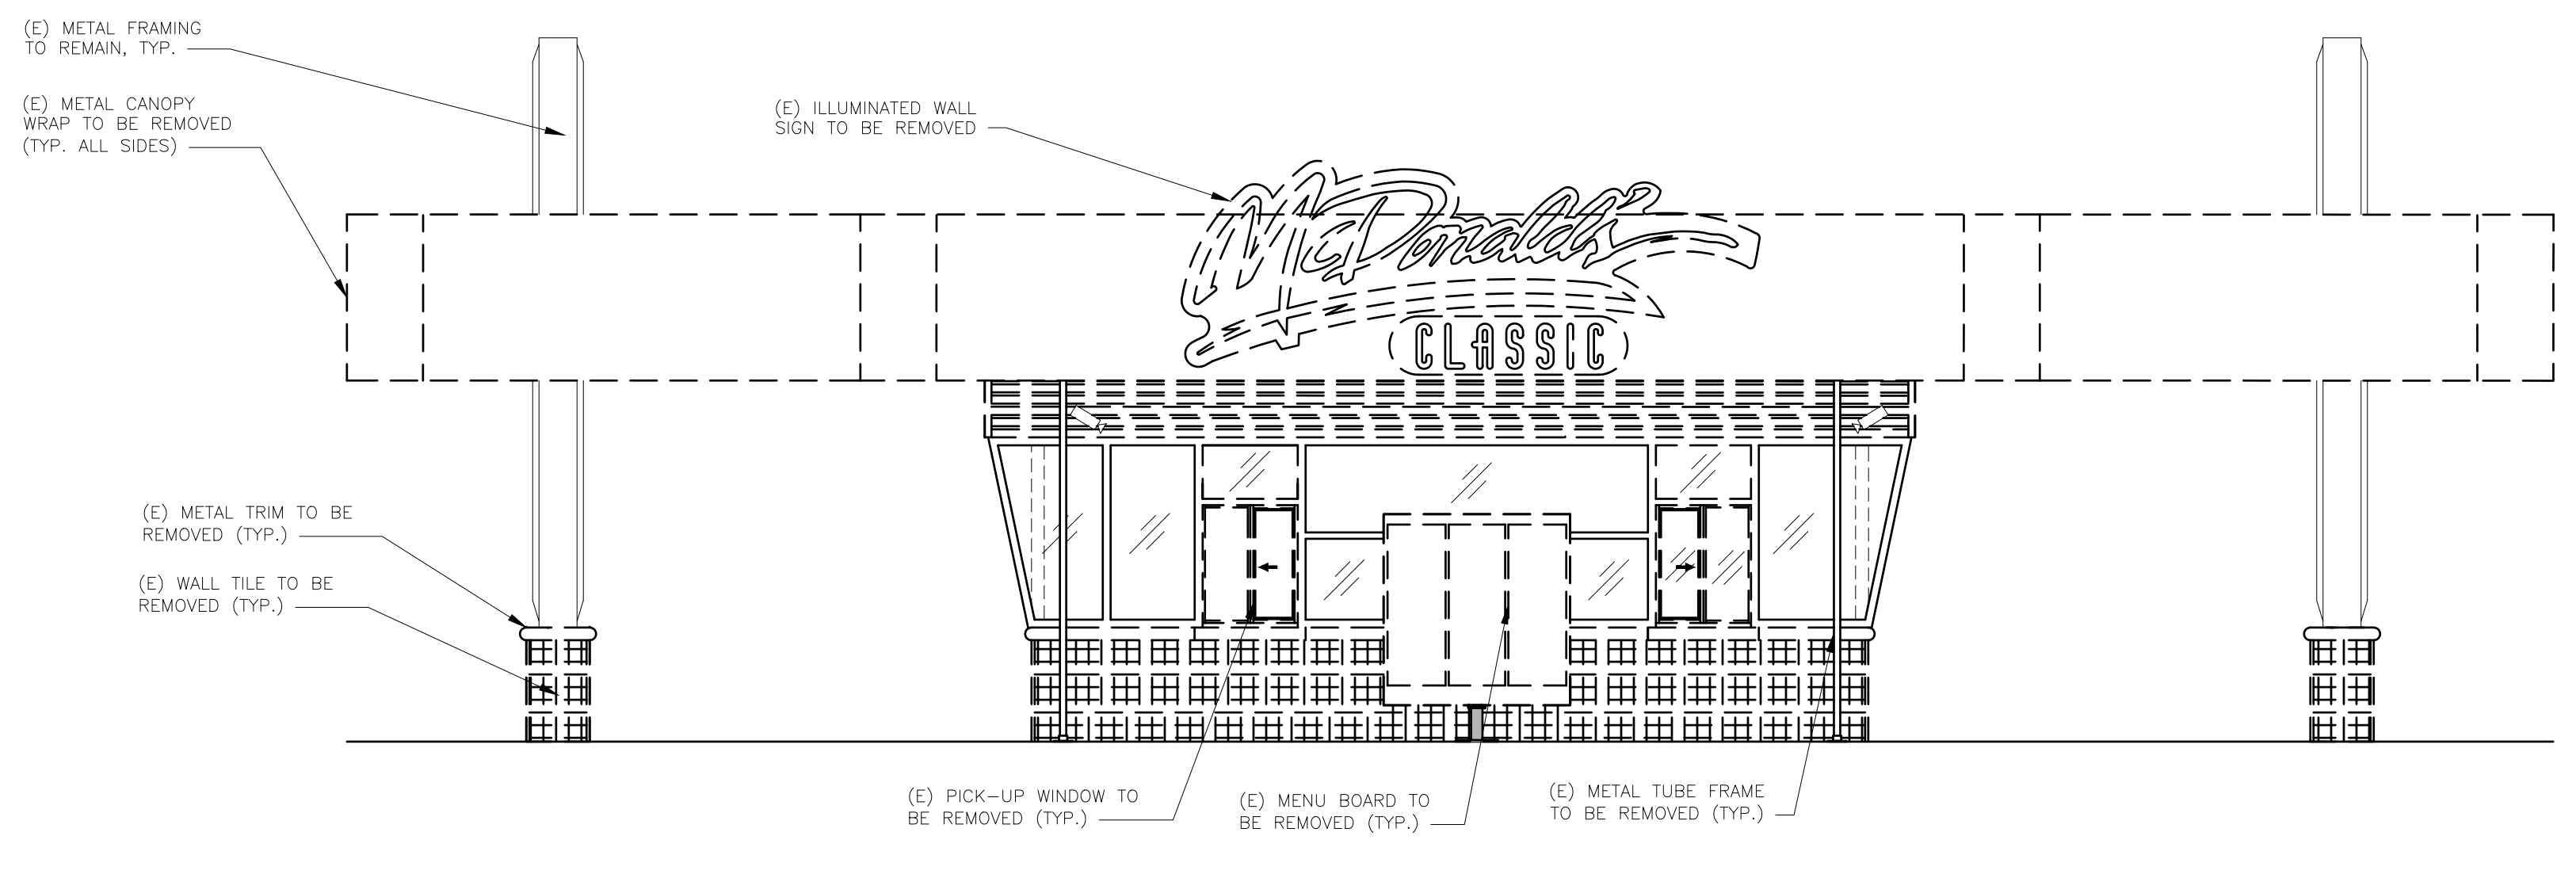 (E) METAL FRAMING
TO REMAIN, TYP.
(E) METAL CANOPY
WRAP TO BE REMOVED
(TYP. ALL SIDES)
(E) ILLUMINATED WALL
SIGN TO BE REMOVED
McDonald's
CLASSIC
(E) METAL TRIM TO BE
REMOVED (TYP.)
(E) WALL TILE TO BE
REMOVED (TYP.)
(E) PICK-UP WINDOW TO
BE REMOVED (TYP.)
(E) MENU BOARD TO
BE REMOVED (TYP.)
(E) METAL TUBE FRAME
TO BE REMOVED (TYP.)